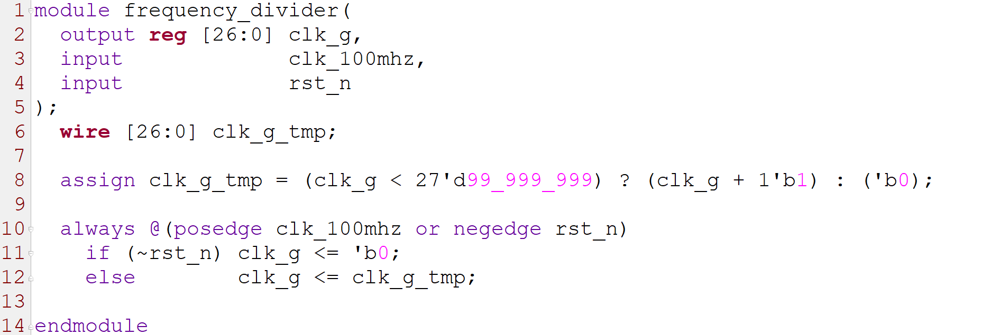 1 module frequency_divider(
2   output reg [26:0] clk_g,
3   input             clk_100mhz,
4   input             rst_n
5 );
6   wire [26:0] clk_g_tmp;
7
8   assign clk_g_tmp = (clk_g < 27'd99_999_999) ? (clk_g + 1'b1) : ('b0);
9
10   always @(posedge clk_100mhz or negedge rst_n)
11     if (~rst_n) clk_g <= 'b0;
12     else        clk_g <= clk_g_tmp;
13
14 endmodule